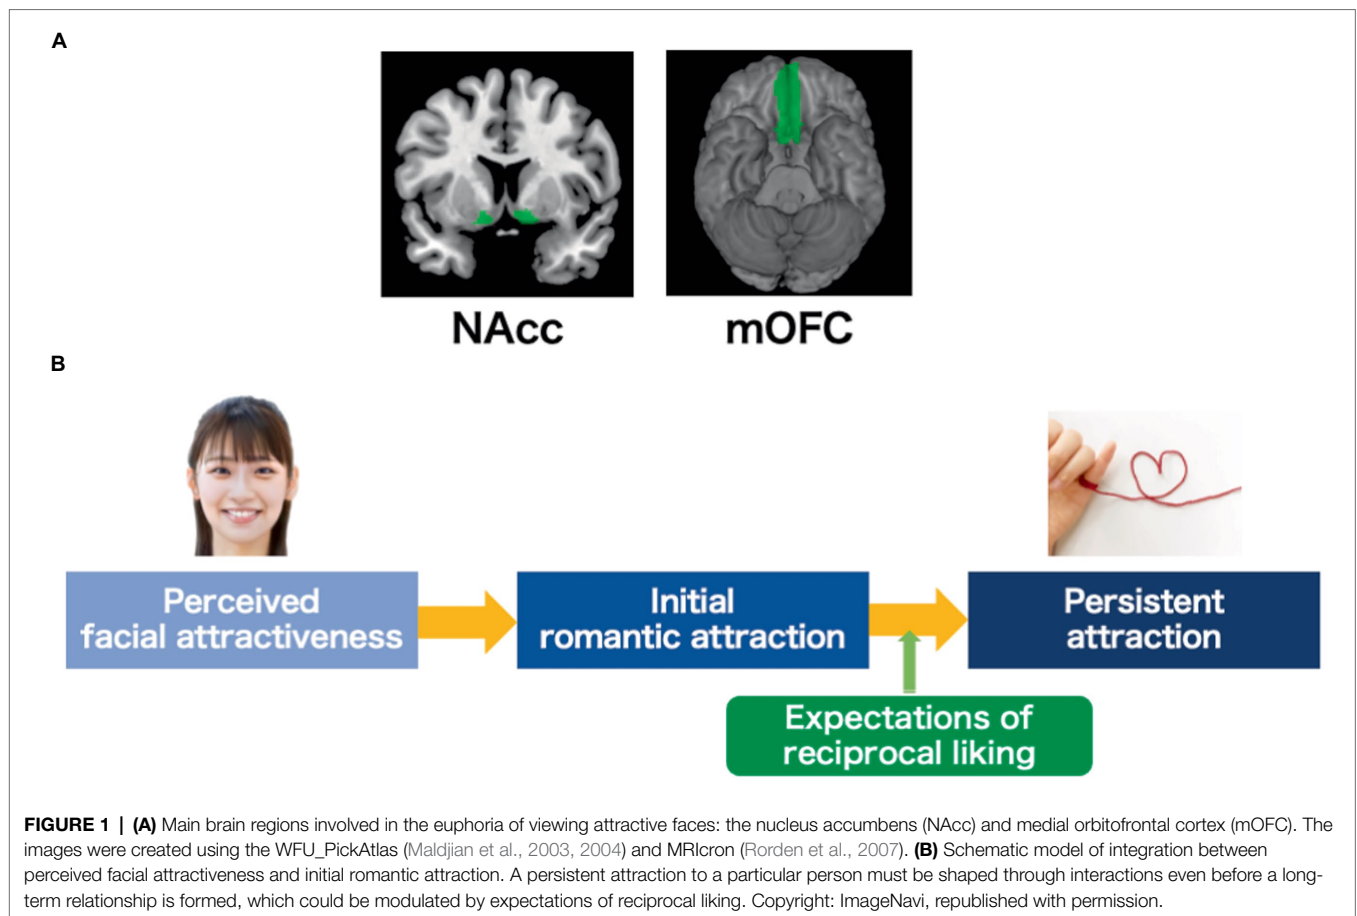 A
NAcc
mOFC
B
Perceived
facial attractiveness
Initial
romantic attraction
Persistent
attraction
Expectations of
reciprocal liking
FIGURE 1 | (A) Main brain regions involved in the euphoria of viewing attractive faces: the nucleus accumbens (NAcc) and medial orbitofrontal cortex (mOFC). The
images were created using the WFU_PickAtlas (Maldjian et al., 2003, 2004) and MRIcron (Rorden et al., 2007). (B) Schematic model of integration between
perceived facial attractiveness and initial romantic attraction. A persistent attraction to a particular person must be shaped through interactions even before a long-
term relationship is formed, which could be modulated by expectations of reciprocal liking. Copyright: ImageNavi, republished with permission.